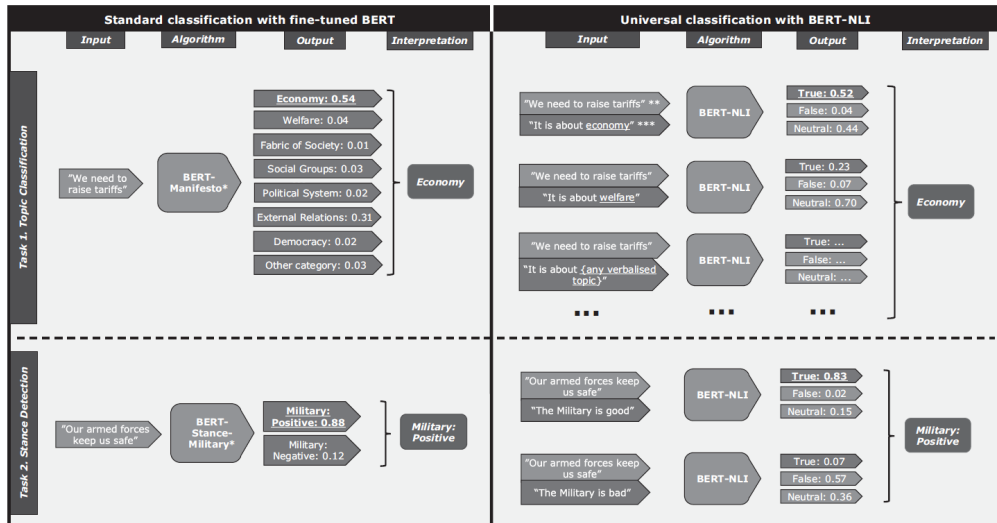 Standard classification with fine-tuned BERT
Input
Algorithm
Output
Interpretation
Task 1. Topic Classification
"We need to
raise tariffs"
BERT-
Manifesto*
Economy: 0.54
Welfare: 0.04
Fabric of Society: 0.01
Social Groups: 0.03
Political System: 0.02
External Relations: 0.31
Democracy: 0.02
Other category: 0.03
Economy
Task 2. Stance Detection
"Our armed forces
keep us safe"
BERT-
Stance-
Military*
Military:
Positive: 0.88
Military:
Negative: 0.12
Military:
Positive
Universal classification with BERT-NLI
Input
Algorithm
Output
Interpretation
"We need to raise tariffs" **
"It is about economy" ***
BERT-NLI
True: 0.52
False: 0.04
Neutral: 0.44
"We need to raise tariffs"
"It is about welfare"
BERT-NLI
True: 0.23
False: 0.07
Neutral: 0.70
"We need to raise tariffs"
"It is about {any verbalised
topic}"
BERT-NLI
True: ...
False: ...
Neutral: ...
...
...
...
Economy
"Our armed forces keep
us safe"
"The Military is good"
BERT-NLI
True: 0.83
False: 0.02
Neutral: 0.15
"Our armed forces keep
us safe"
"The Military is bad"
BERT-NLI
True: 0.07
False: 0.57
Neutral: 0.36
Military:
Positive